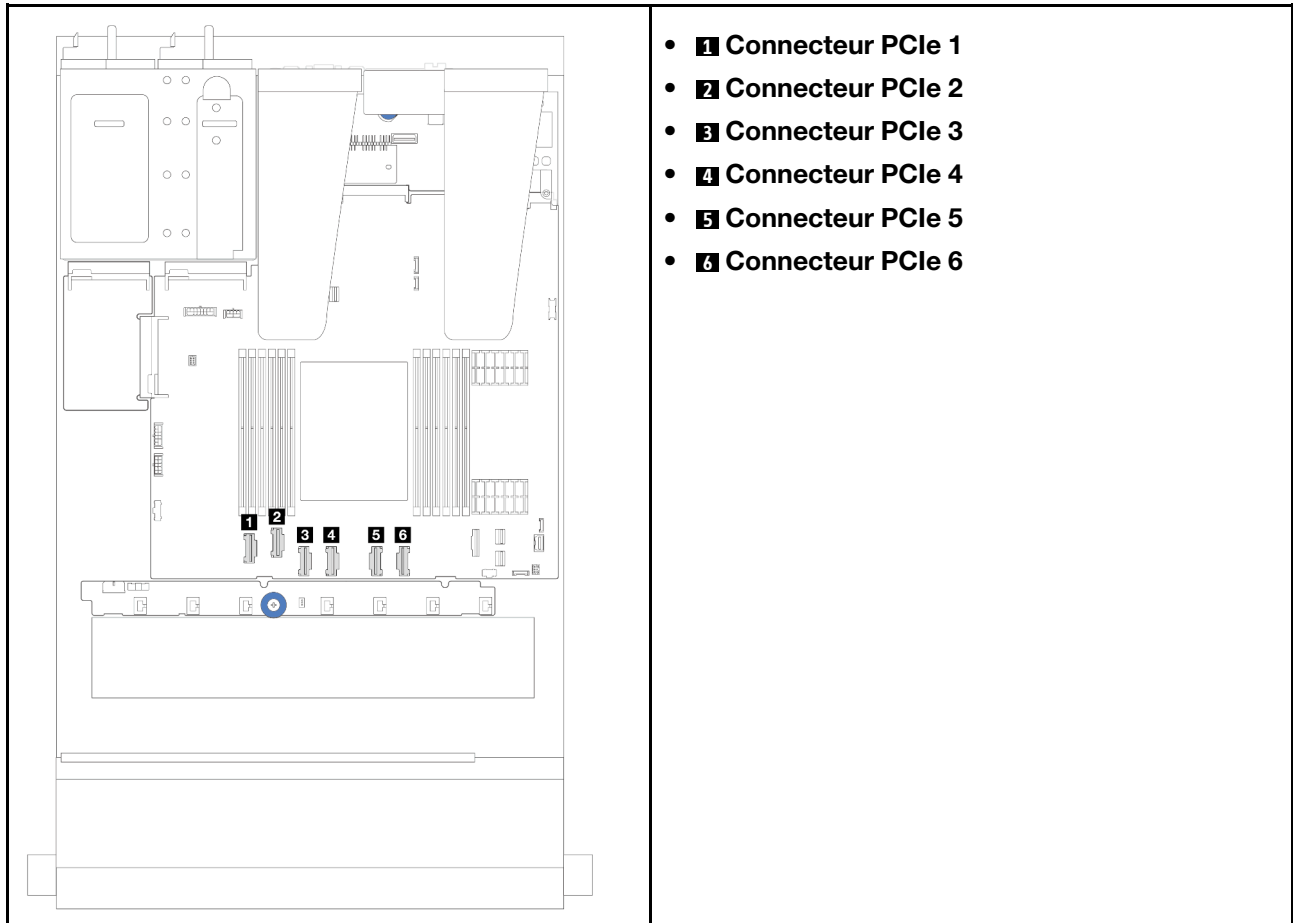 1
2
3
4
5
6
• 1 Connecteur PCIe 1
• 2 Connecteur PCIe 2
• 3 Connecteur PCIe 3
• 4 Connecteur PCIe 4
• 5 Connecteur PCIe 5
• 6 Connecteur PCIe 6